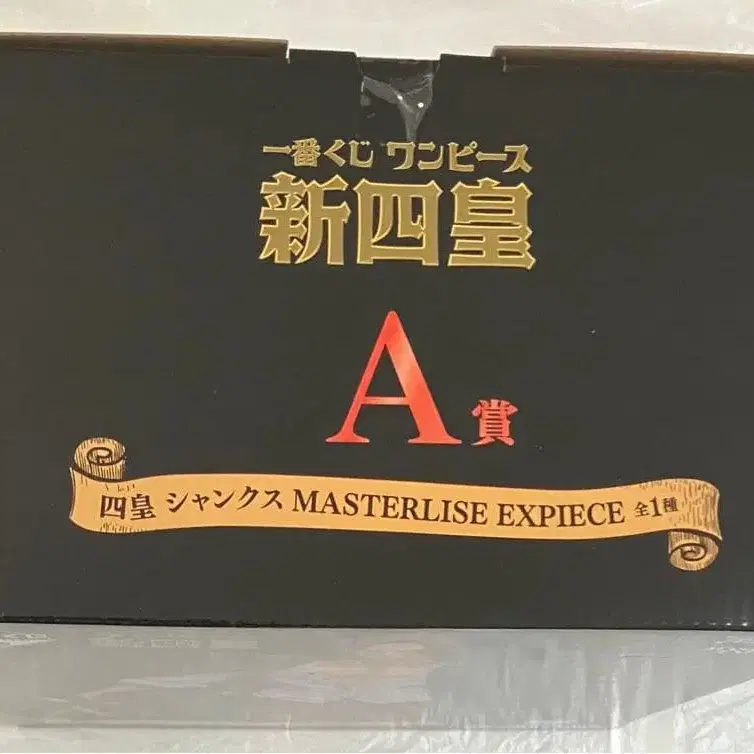 一番くじ ワンピース
新四皇
A賞
四皇 シャンクス MASTERLISE EXPIECE 全1種